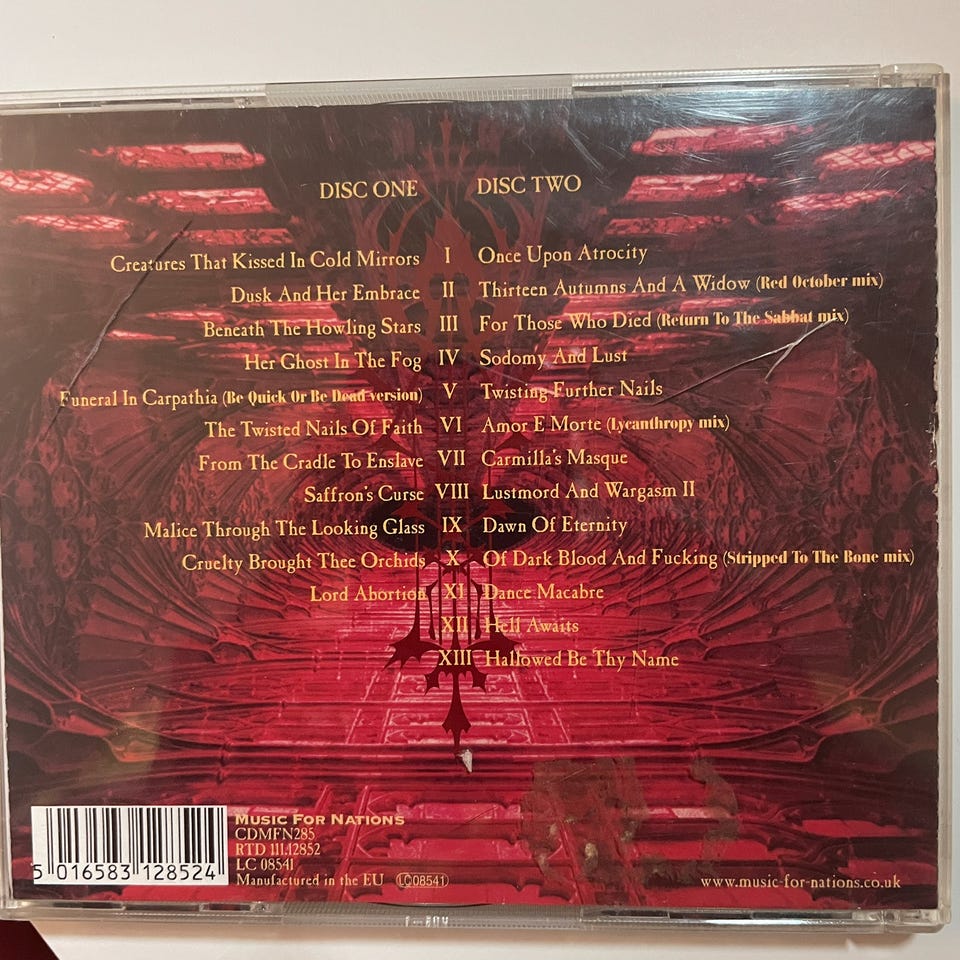 DISC ONE
DISC TWO
Creatures That Kissed In Cold Mirrors I Once Upon Atrocity
Dusk And Her Embrace II Thirteen Autumns And A Widow (Red October mix)
Beneath The Howling Stars III For Those Who Died (Return To The Sabbat mix)
Her Ghost In The Fog IV Sodomy And Lust
Funeral In Carpathia (Be Quick Or Be Dead version) V Twisting Further Nails
The Twisted Nails Of Faith VI Amor E Morte (Lycanthropy mix)
From The Cradle To Enslave VII Carmilla's Masque
Saffron's Curse VIII Lustmord And Wargasm II
Malice Through The Looking Glass IX Dawn Of Eternity
Cruelty Brought Thee Orchids X Of Dark Blood And Fucking (Stripped To The Bone mix)
Lord Abortion XI Dance Macabre
XII Hell Awaits
XIII Hallowed Be Thy Name
MUSIC FOR NATIONS
CDMFN285
RTD 111.12852
LC 08541
Manufactured in the EU LC08541
5 016583 128524
www.music-for-nations.co.uk